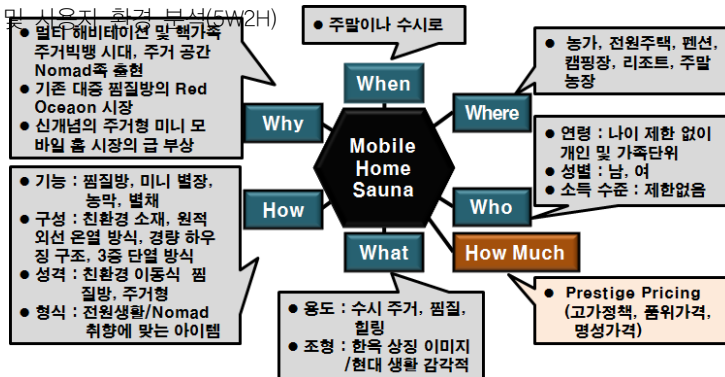 및 사용자 환경 분석(5W2H)
● 멀티 해비테이션 및 핵가족
주거빅뱅 시대, 주거 공간
Nomad족 출현
● 기존 대중 찜질방의 Red
Oceaon 시장
● 신개념의 주거형 미니 모
바일 홈 시장의 급 부상
● 주말이나 수시로
● 농가, 전원주택, 펜션,
캠핑장, 리조트, 주말
농장
When
Why
Where
Mobile
Home
Sauna
● 연령 : 나이 제한 없이
개인 및 가족단위
● 성별 : 남, 여
● 소득 수준 : 제한없음
● 기능 : 찜질방, 미니 별장,
농막, 별채
● 구성 : 친환경 소재, 원적
외선 온열 방식, 경량 하우
징 구조, 3중 단열 방식
● 성격 : 친환경 이동식 찜
질방, 주거형
● 형식 : 전원생활/Nomad
취향에 맞는 아이템
How
Who
What
How Much
● 용도 : 수시 주거, 찜질,
힐링
● 조형 : 한옥 상징 이미지
/현대 생활 감각적
● Prestige Pricing
(고가정책, 품위가격,
명성가격)